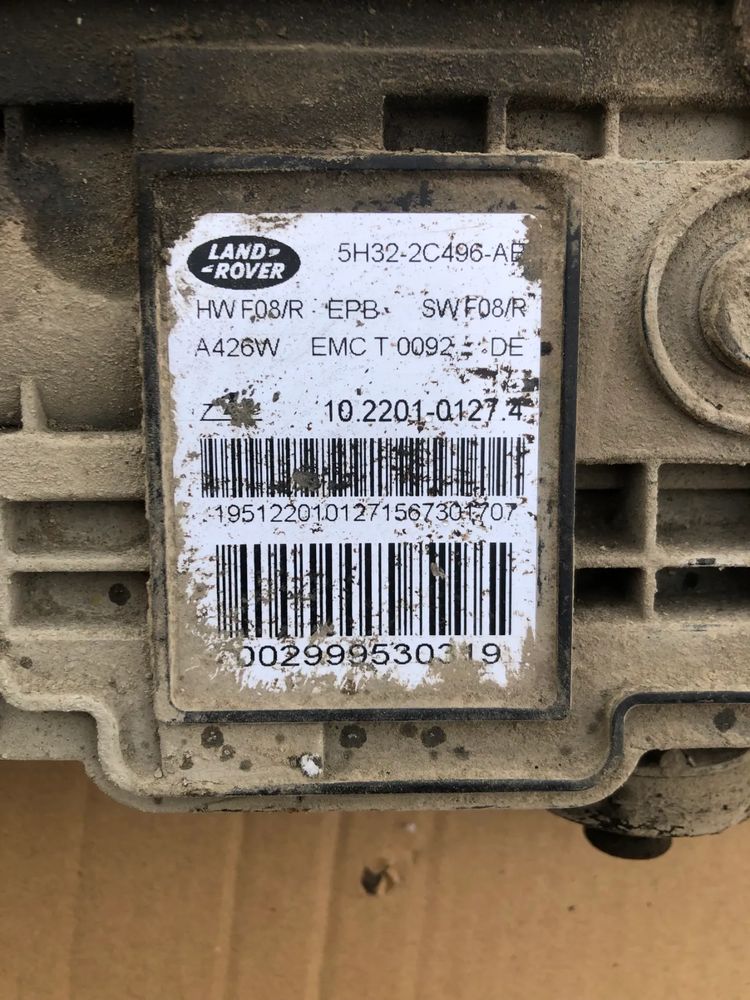 LAND-
-ROVER
5H32-2C496-AE
HW F08/R EPB SW F08/R
A426W EMC T 0092 DE
10.2201-0127.4
1951220101271567301707
002999530319